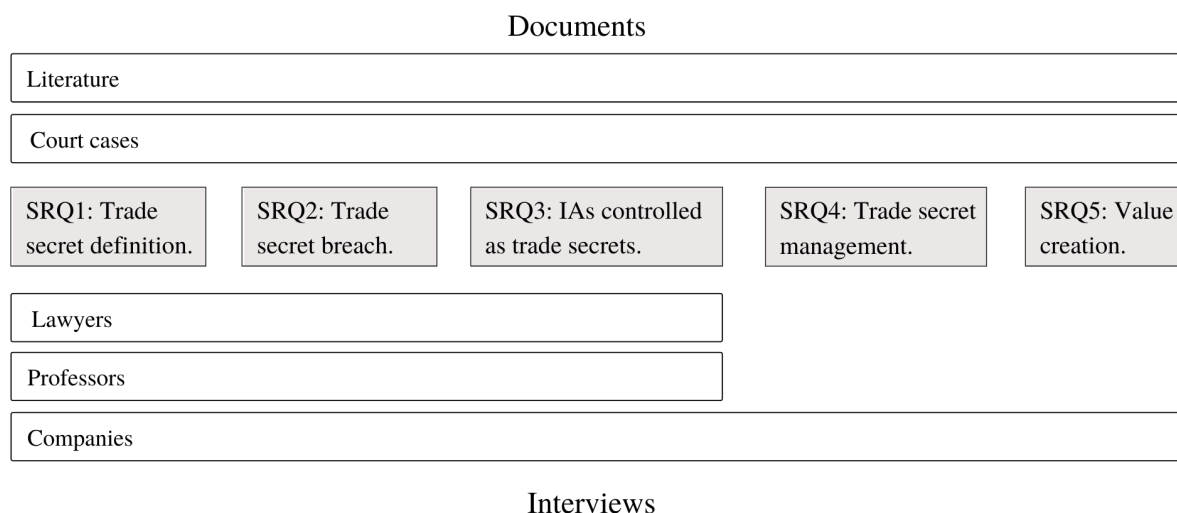 Documents
Literature
Court cases
SRQ1: Trade
secret definition.
SRQ2: Trade
secret breach.
SRQ3: IAs controlled
as trade secrets.
SRQ4: Trade secret
management.
SRQ5: Value
creation.
Lawyers
Professors
Companies
Interviews